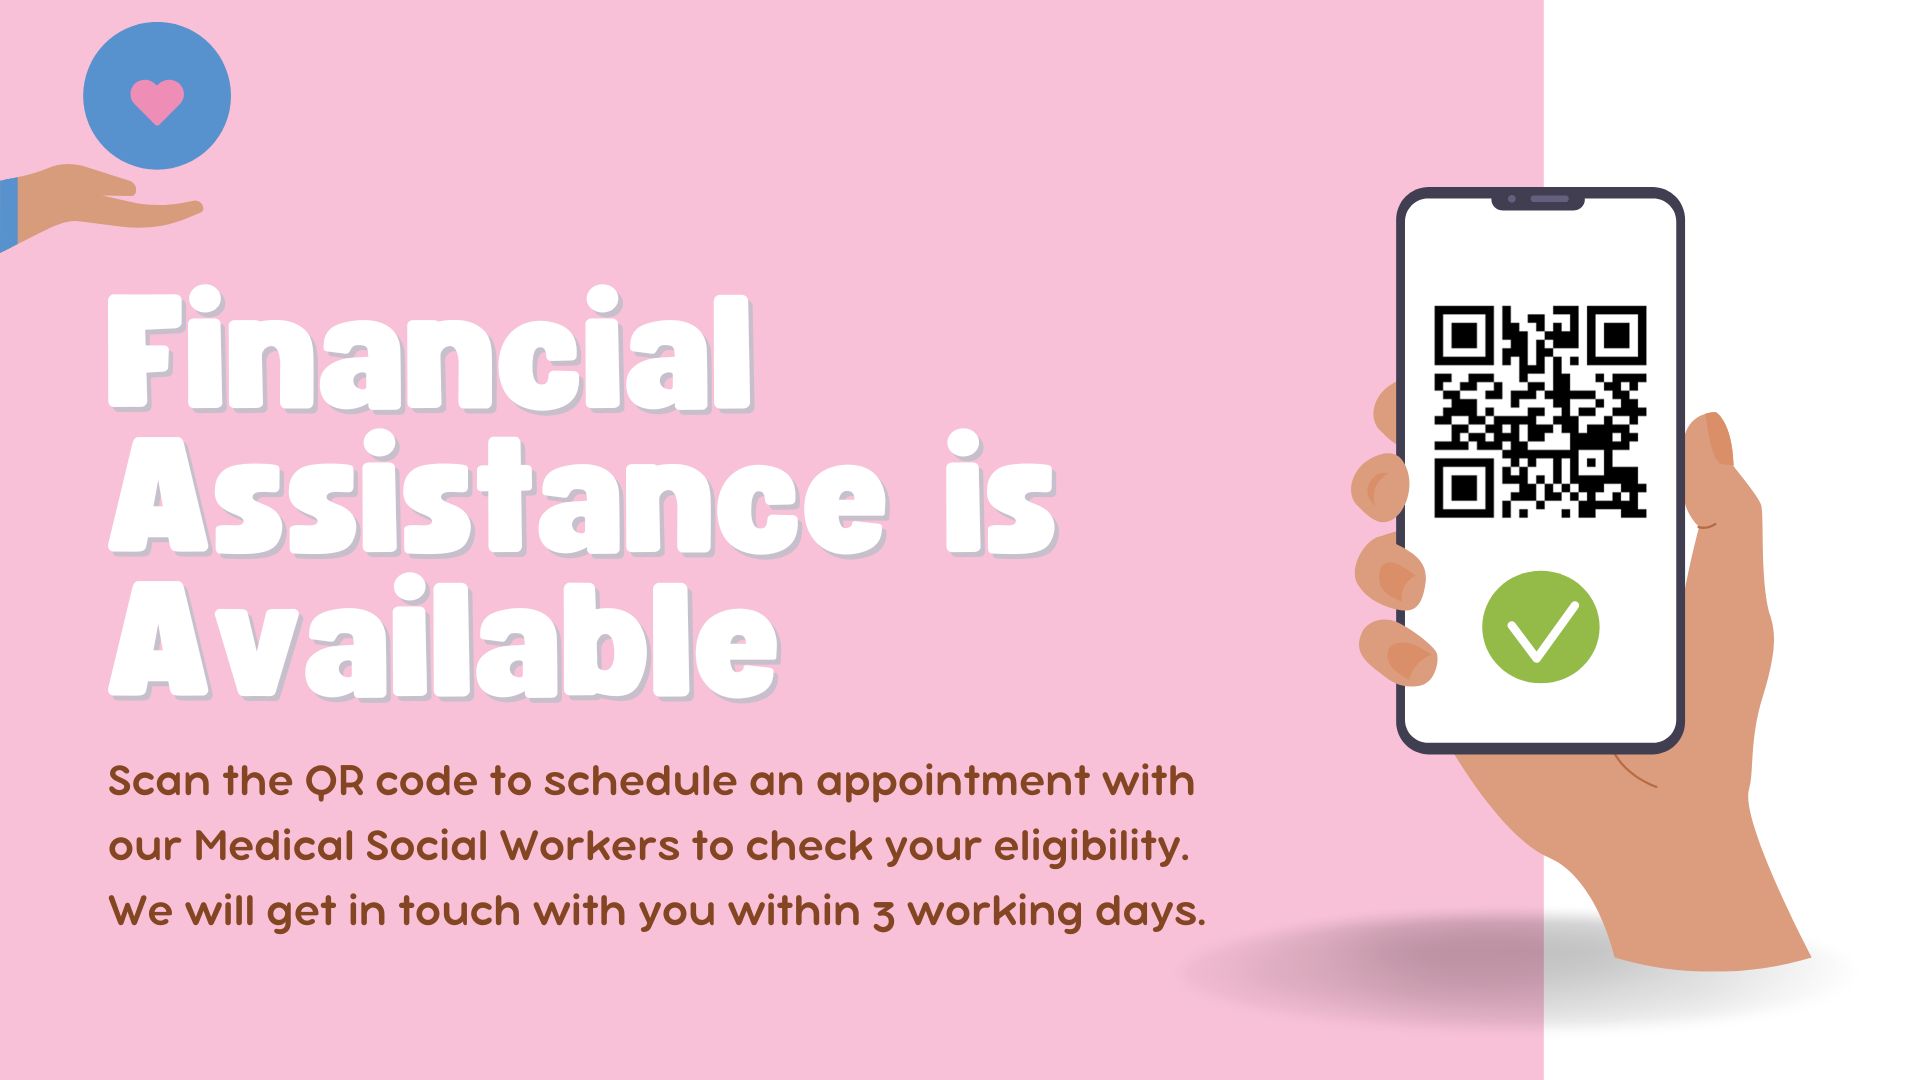 Financial
Assistance is
Available
Scan the QR code to schedule an appointment with
our Medical Social Workers to check your eligibility.
We will get in touch with you within 3 working days.